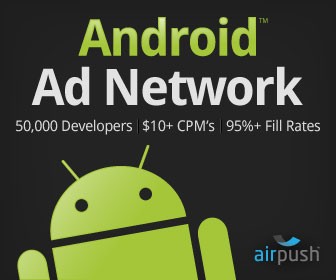 Android™
Ad Network
50,000 Developers | $10+ CPM's | 95%+ Fill Rates
airpush